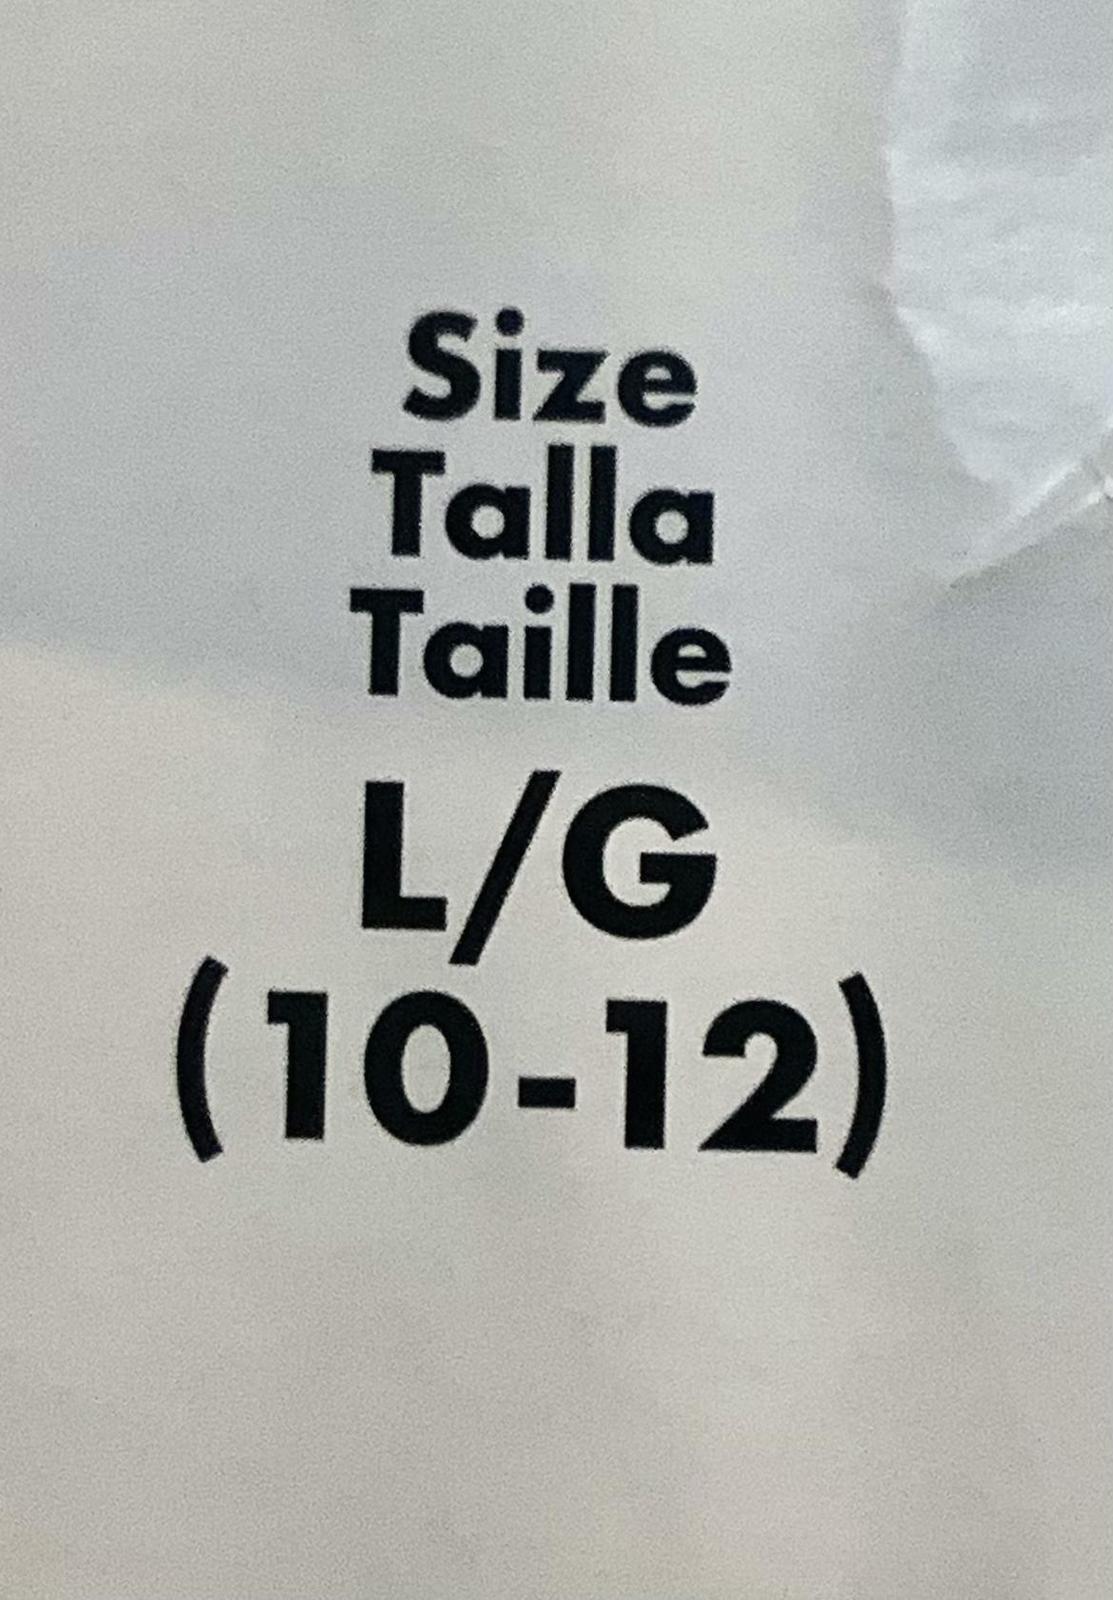 Size
Talla
Taille
L/G
(10-12)